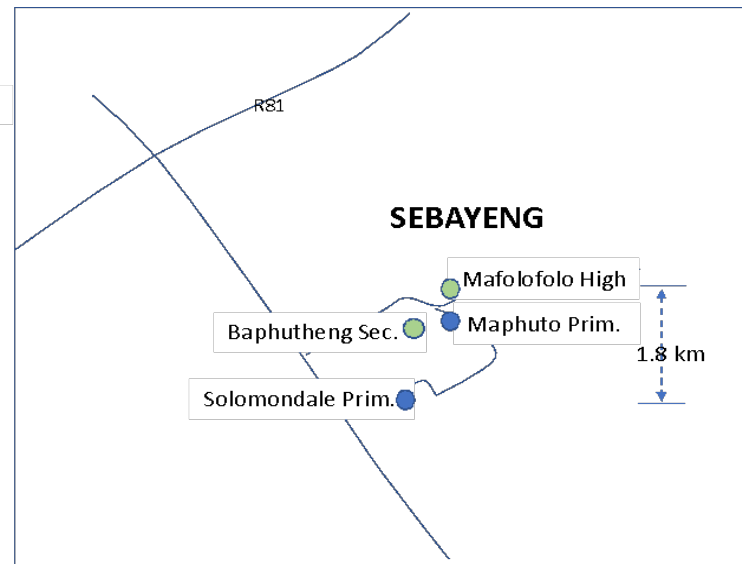 R81
SEBAYENG
Mafolofolo High
Maphuto Prim.
Baphutheng Sec.
1.8 km
Solomondale Prim.